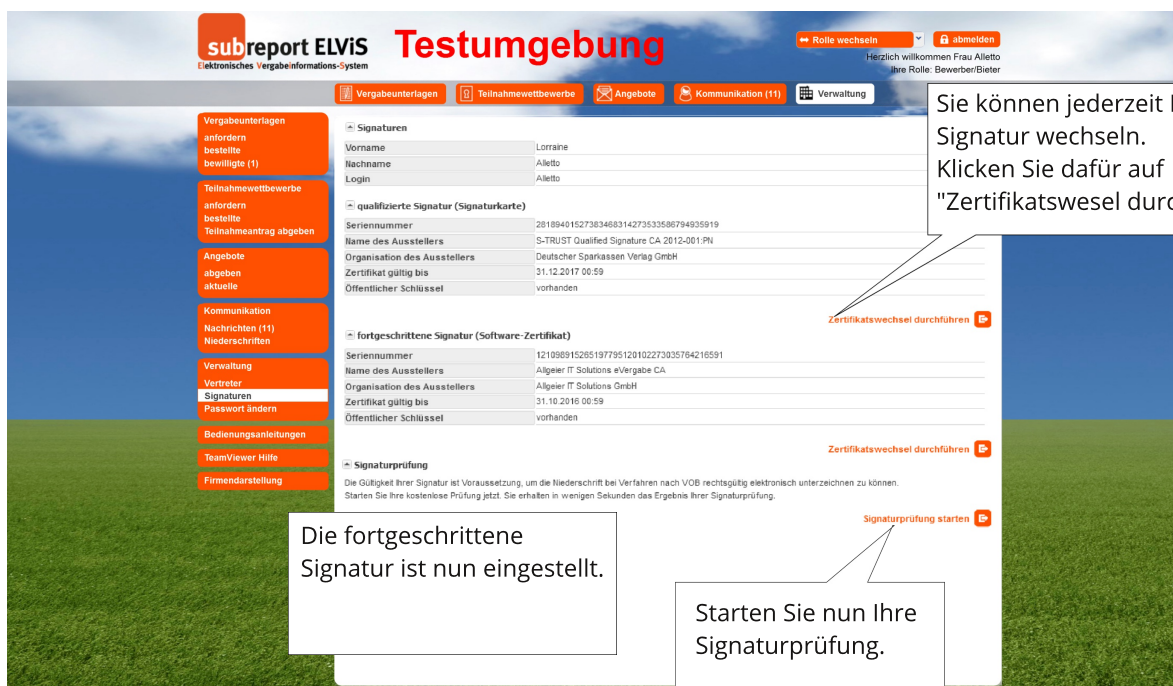 subreport ELViS
Elektronisches Vergabeinformations-System
Testumgebung
Rolle wechseln
abmelden
Herzlich willkommen Frau Alletto
Ihre Rolle: Bewerber/Bieter
Vergabeunterlagen
Teilnahmewettbewerbe
Angebote
Kommunikation (11)
Verwaltung
Sie können jederzeit
Signatur wechseln.
Klicken Sie dafür auf
"Zertifikatswesel
Vergabeunterlagen
anfordern
bestellte
bewilligte (1)
Teilnahmewettbewerbe
anfordern
bestellte
Teilnahmeantrag abgeben
Angebote
abgeben
aktuelle
Kommunikation
Nachrichten (11)
Niederschriften
Verwaltung
Vertreter
Signaturen
Passwort ändern
Bedienungsanleitungen
TeamViewer Hilfe
Firmendarstellung
Signaturen
Vorname Lorraine
Nachname Alletto
Login Alletto
qualifizierte Signatur (Signaturkarte)
Seriennummer 28189401527383468314273533586794935919
Name des Ausstellers S-TRUST Qualified Signature CA 2012-001:PN
Organisation des Ausstellers Deutscher Sparkassen Verlag GmbH
Zertifikat gültig bis 31.12.2017 00:59
Öffentlicher Schlüssel vorhanden
Zertifikatswechsel durchführen
fortgeschrittene Signatur (Software-Zertifikat)
Seriennummer 121098915265197795120102273035764216591
Name des Ausstellers Allgeier IT Solutions eVergabe CA
Organisation des Ausstellers Allgeier IT Solutions GmbH
Zertifikat gültig bis 31.10.2016 00:59
Öffentlicher Schlüssel vorhanden
Zertifikatswechsel durchführen
Signaturprüfung
Die Gültigkeit Ihrer Signatur ist Voraussetzung, um die Niederschrift bei Verfahren nach VOB rechtsgültig elektronisch unterzeichnen zu können.
Starten Sie Ihre kostenlose Prüfung jetzt. Sie erhalten in wenigen Sekunden das Ergebnis Ihrer Signaturprüfung.
Signaturprüfung starten
Die fortgeschrittene
Signatur ist nun eingestellt.
Starten Sie nun Ihre
Signaturprüfung.